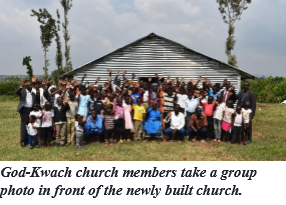 God-Kwach church members take a group
photo in front of the newly built church.